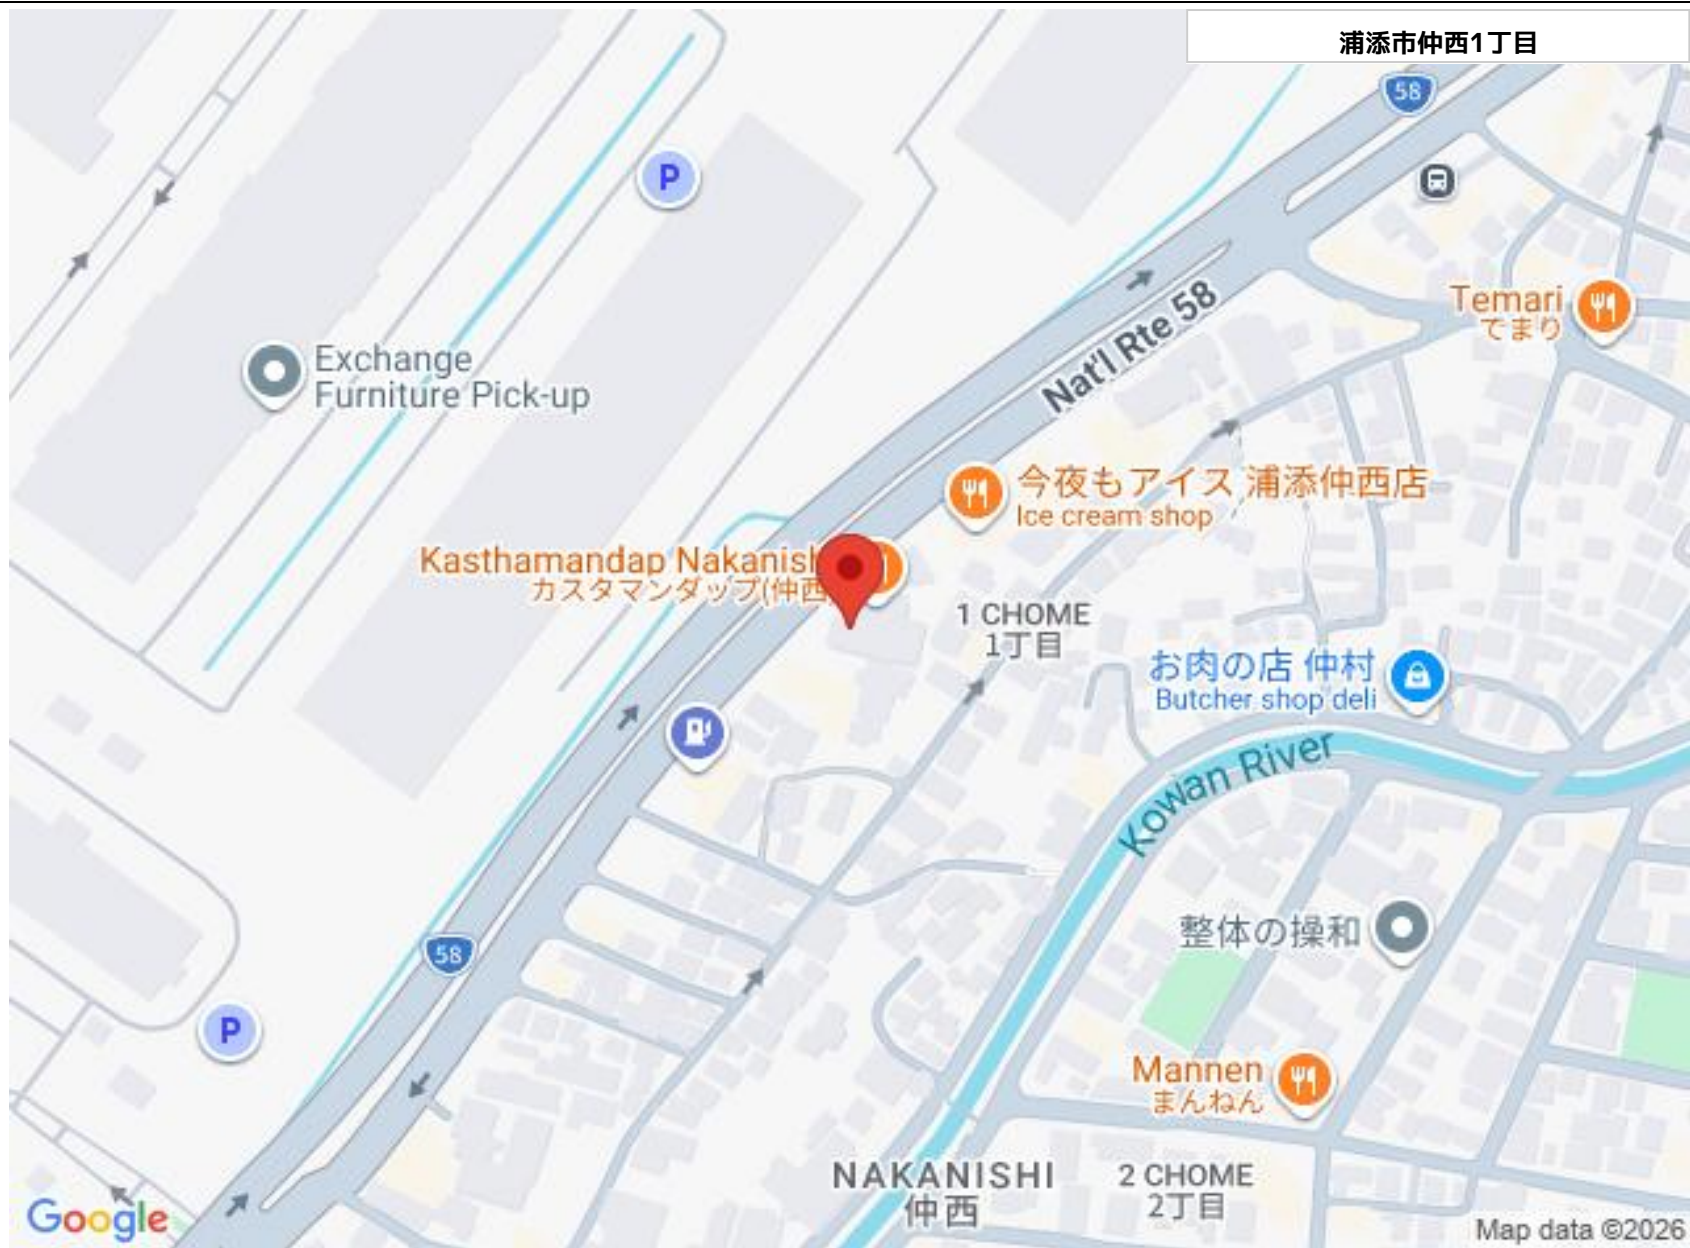 浦添市仲西1丁目
58
P
Nat'l Rte 58
Temari
てまり
Exchange
Furniture Pick-up
今夜もアイス 浦添仲西店
Ice cream shop
Kasthamandap Nakanish
カスタマンダップ(仲西
1 CHOME
1丁目
お肉の店 仲村
Butcher shop deli
Kowan River
整体の操和
58
P
Mannen
まんねん
NAKANISHI
仲西
2 CHOME
2丁目
Google
Map data ©2026